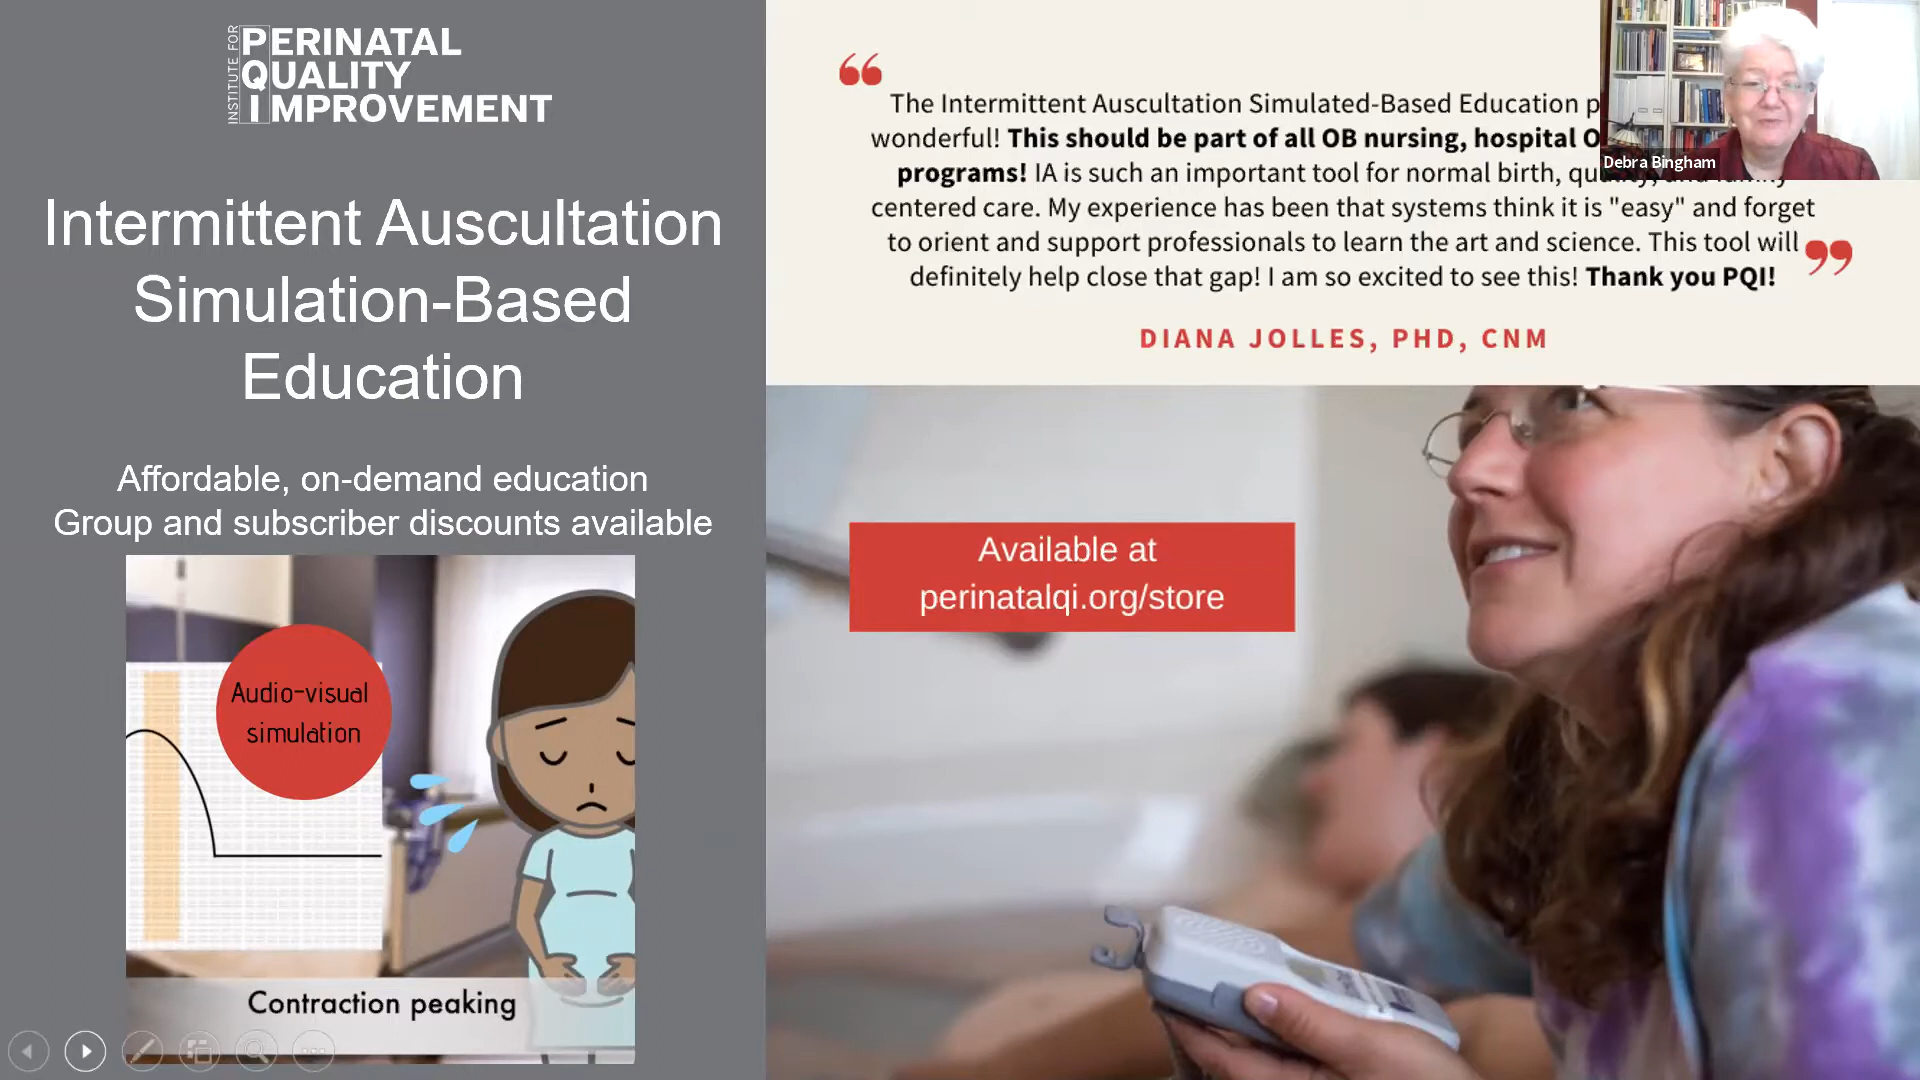 INSTITUTE FOR
PERINATAL
QUALITY
IMPROVEMENT
Intermittent Auscultation
Simulation-Based
Education
Affordable, on-demand education
Group and subscriber discounts available
Audio-visual
simulation
Contraction peaking
“
The Intermittent Auscultation Simulated-Based Education
wonderful! This should be part of all OB nursing, hospital
programs! IA is such an important tool for normal birth, quality, and family
centered care. My experience has been that systems think it is "easy" and forget
to orient and support professionals to learn the art and science. This tool will
definitely help close that gap! I am so excited to see this! Thank you PQI!
”
DIANA JOLLES, PHD, CNM
Debra Bingham
Available at
perinatalqi.org/store